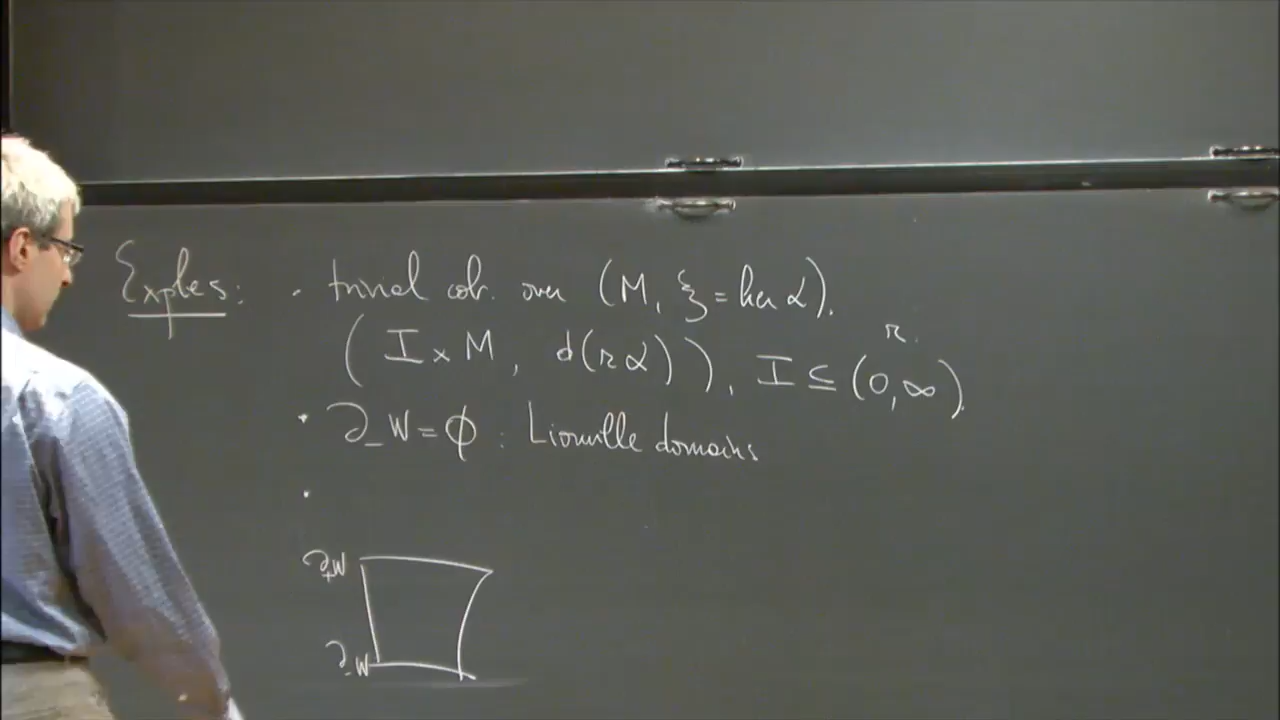 Exples: · trivial cob. over (M, ξ = ker α).
(I × M, d(rα)), I ⊆ (0, ∞).
r
· ∂_W = ∅ : Liouville domains
·
∂₊W
∂_W